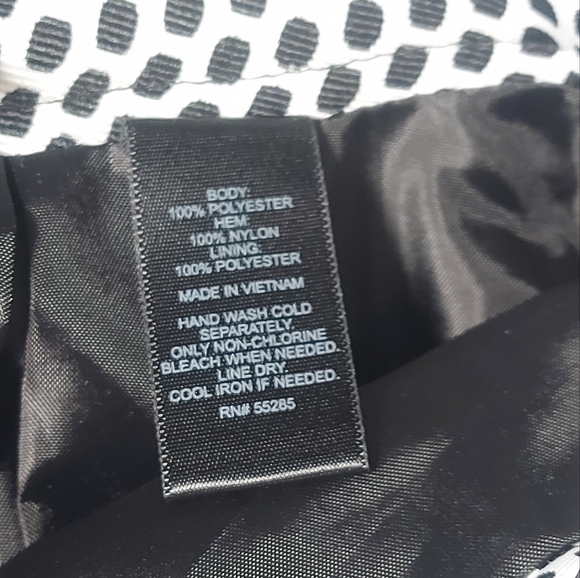 BODY:
100% POLYESTER
HEM:
100% NYLON
LINING:
100% POLYESTER
MADE IN VIETNAM
HAND WASH COLD
SEPARATELY.
ONLY NON-CHLORINE
BLEACH WHEN NEEDED.
LINE DRY.
COOL IRON IF NEEDED.
RN# 55285